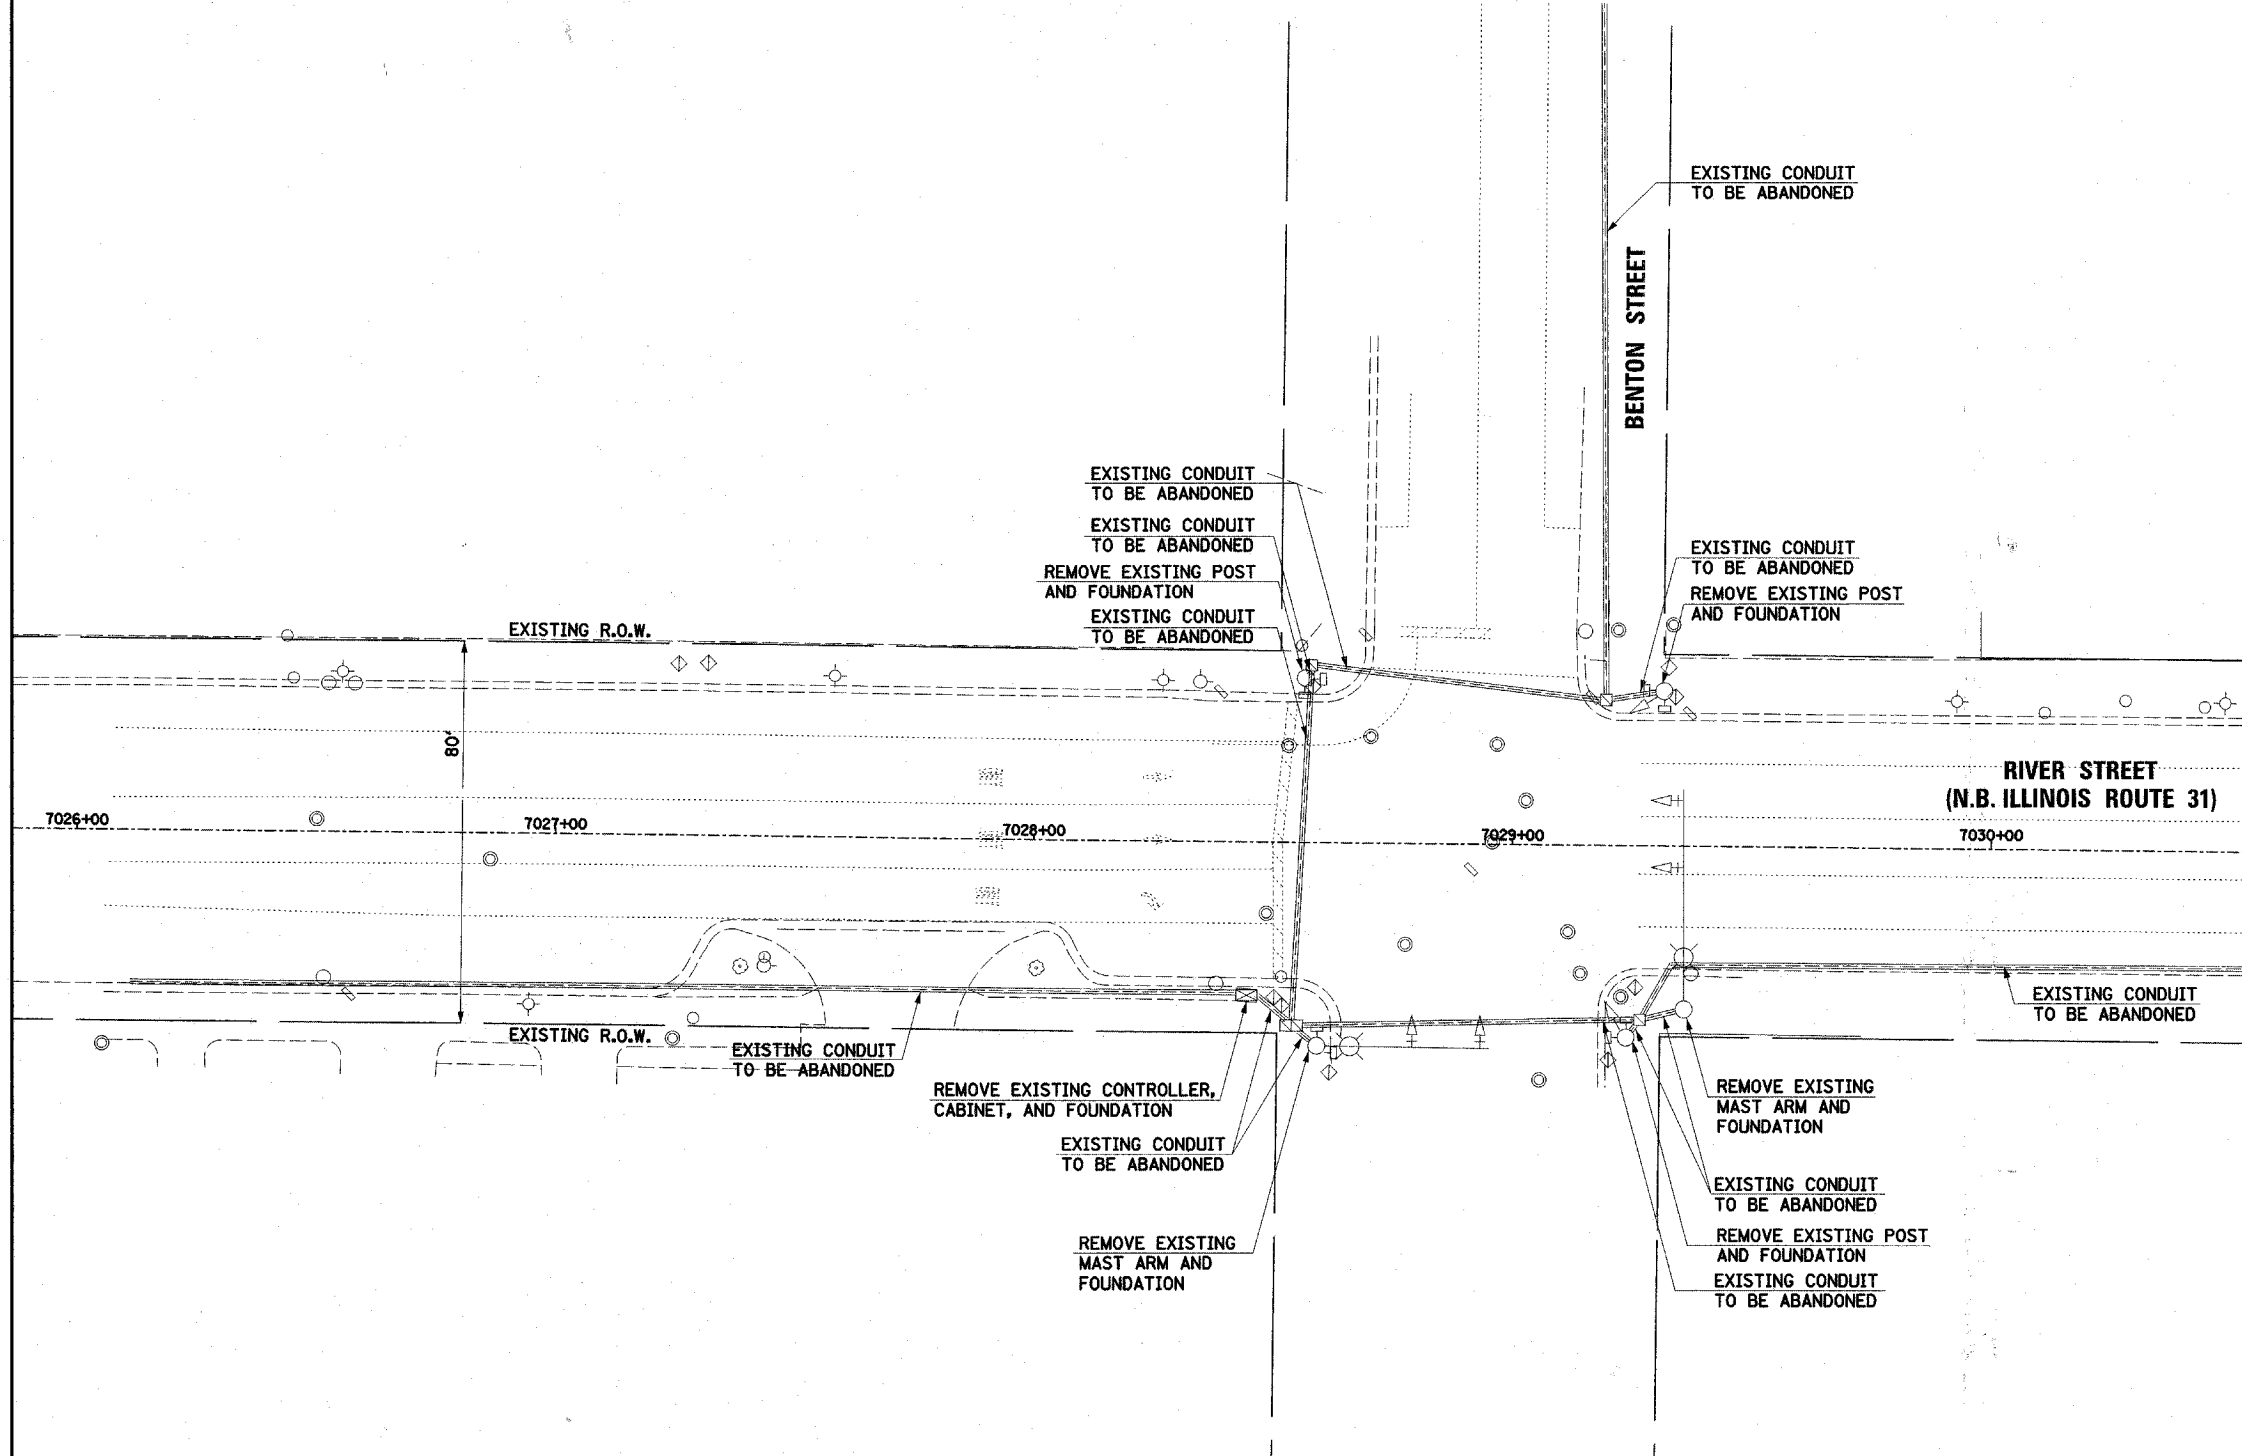 EXISTING CONDUIT
TO BE ABANDONED
BENTON STREET
EXISTING CONDUIT
TO BE ABANDONED
EXISTING CONDUIT
TO BE ABANDONED
REMOVE EXISTING POST
AND FOUNDATION
EXISTING CONDUIT
TO BE ABANDONED
EXISTING CONDUIT
TO BE ABANDONED
REMOVE EXISTING POST
AND FOUNDATION
EXISTING R.O.W.
80'
RIVER STREET
(N.B. ILLINOIS ROUTE 31)
7026+00
7027+00
7028+00
7029+00
7030+00
EXISTING R.O.W.
EXISTING CONDUIT
TO BE ABANDONED
EXISTING CONDUIT
TO BE ABANDONED
REMOVE EXISTING CONTROLLER,
CABINET, AND FOUNDATION
EXISTING CONDUIT
TO BE ABANDONED
REMOVE EXISTING
MAST ARM AND
FOUNDATION
REMOVE EXISTING
MAST ARM AND
FOUNDATION
EXISTING CONDUIT
TO BE ABANDONED
REMOVE EXISTING POST
AND FOUNDATION
EXISTING CONDUIT
TO BE ABANDONED